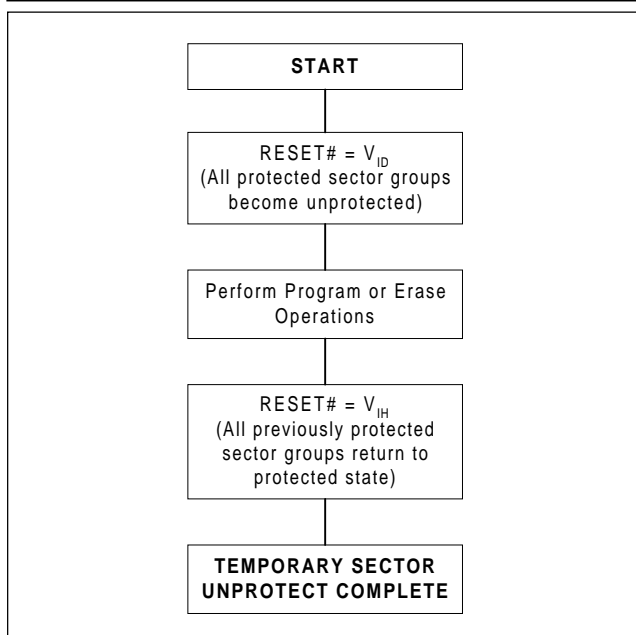 START
RESET# = V_ID
(All protected sector groups
become unprotected)
Perform Program or Erase
Operations
RESET# = V_IH
(All previously protected
sector groups return to
protected state)
TEMPORARY SECTOR
UNPROTECT COMPLETE